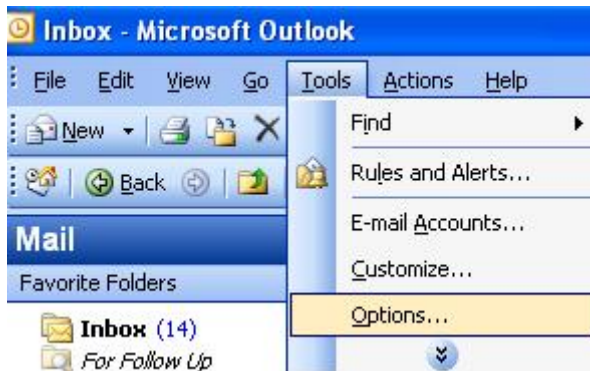 Inbox - Microsoft Outlook
File Edit View Go Tools Actions Help
New
Find
Back
Rules and Alerts...
Mail
E-mail Accounts...
Favorite Folders
Customize...
Inbox (14)
Options...
For Follow Up